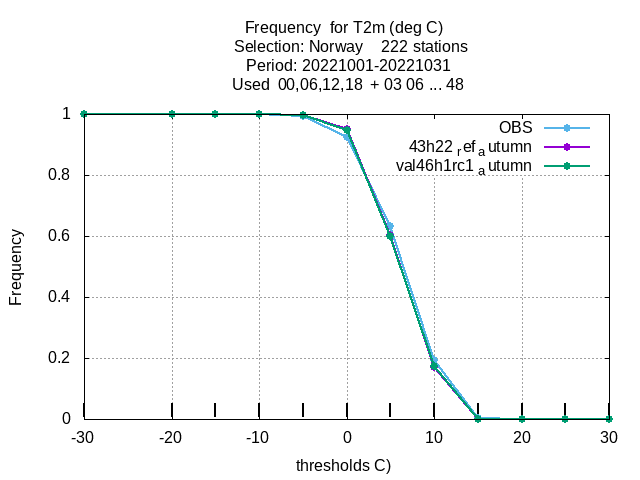 Frequency  for T2m (deg C)
Selection: Norway    222 stations
Period: 20221001-20221031
Used  00,06,12,18  + 03 06 ... 48
OBS
43h22 ref a utumn
val46h1rc1 a utumn
1
0.8
0.6
0.4
0.2
0
Frequency
-30 -20 -10 0 10 20 30
thresholds C)